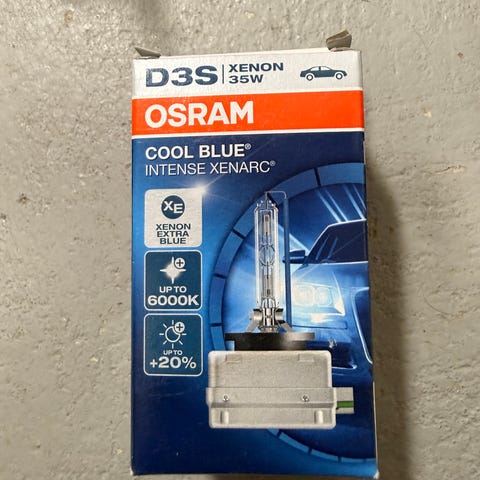 D3S
XENON
35W
OSRAM
COOL BLUE®
INTENSE XENARC®
XE
XENON
EXTRA
BLUE
UP TO
6000K
UP TO
+20%